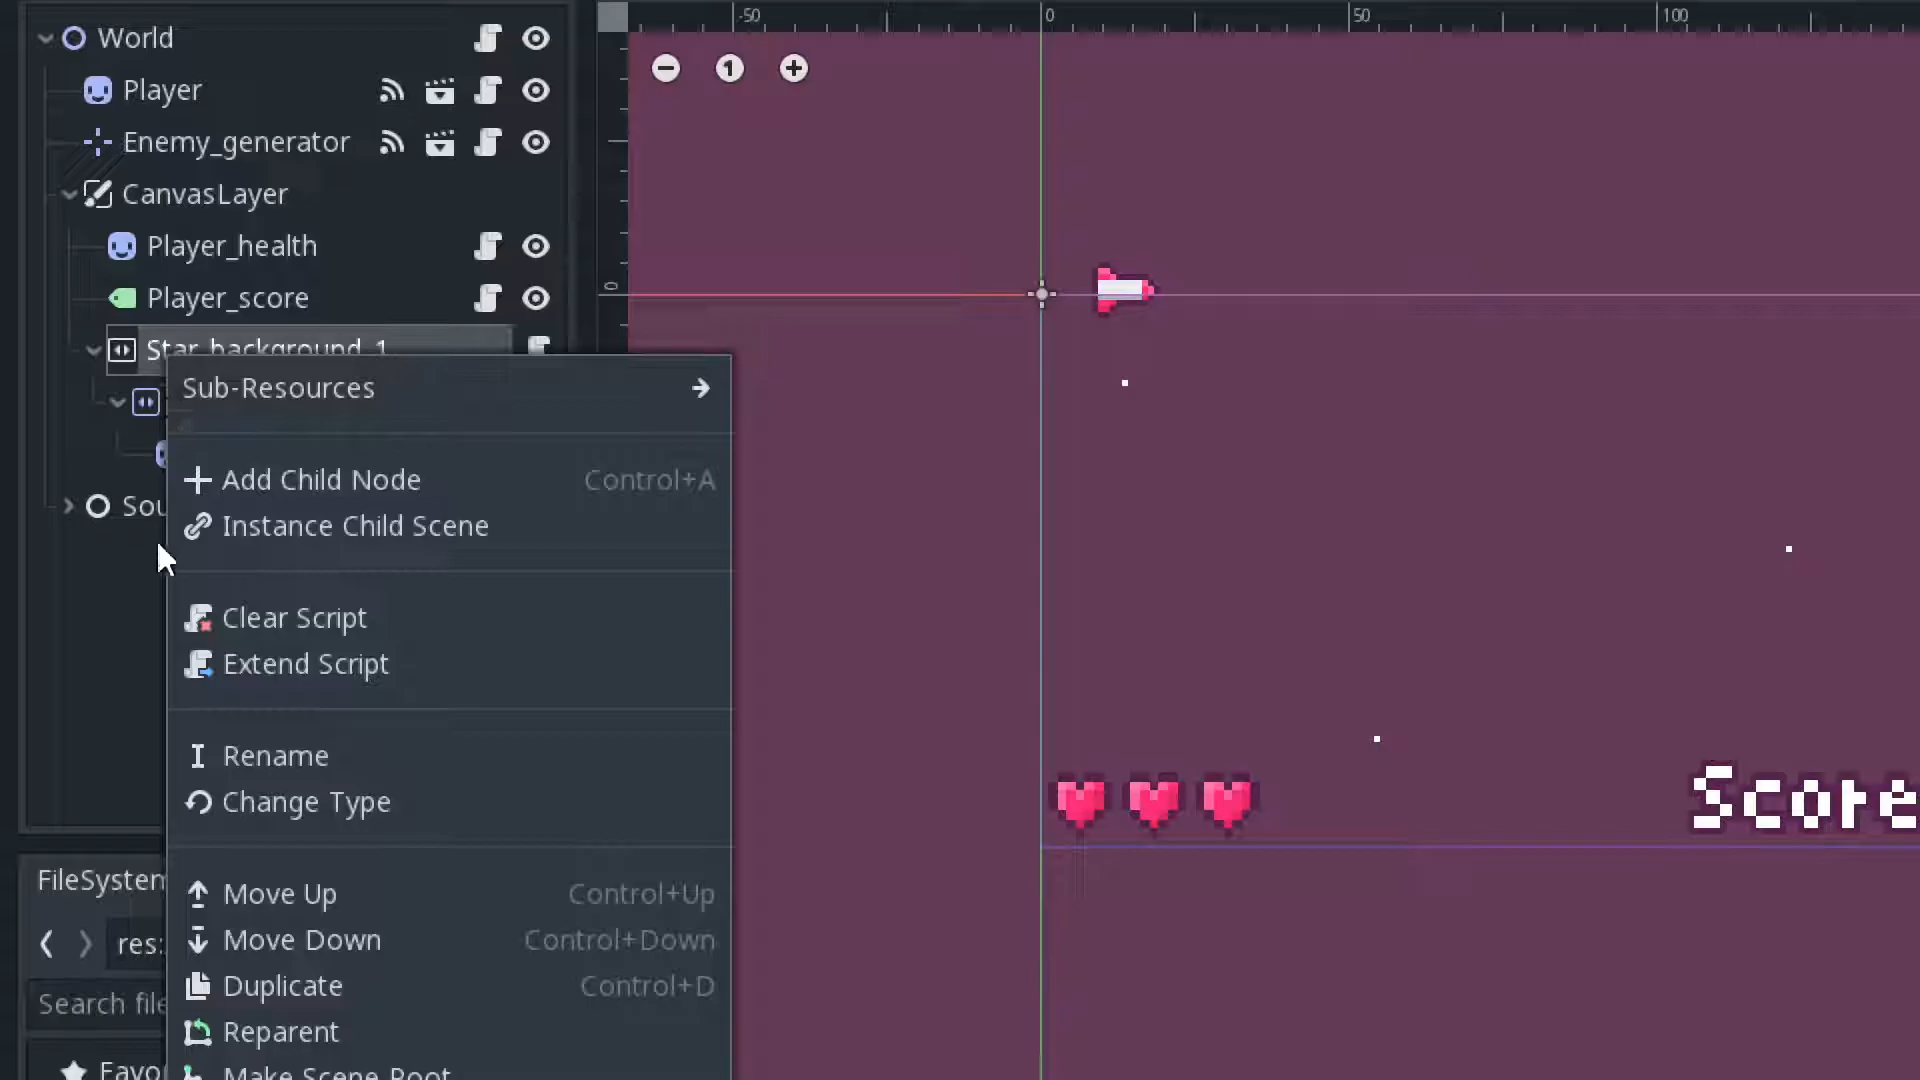 -50 0 50 100
World
Player
Enemy_generator
CanvasLayer
Player_health
Player_score
Star_background_1
Sou
0
1
Sub-Resources
Add Child Node Control+A
Instance Child Scene
Clear Script
Extend Script
Rename
Change Type
Move Up Control+Up
Move Down Control+Down
Duplicate Control+D
Reparent
Make Scene Root
FileSystem
res:
Search file
Favo
Score